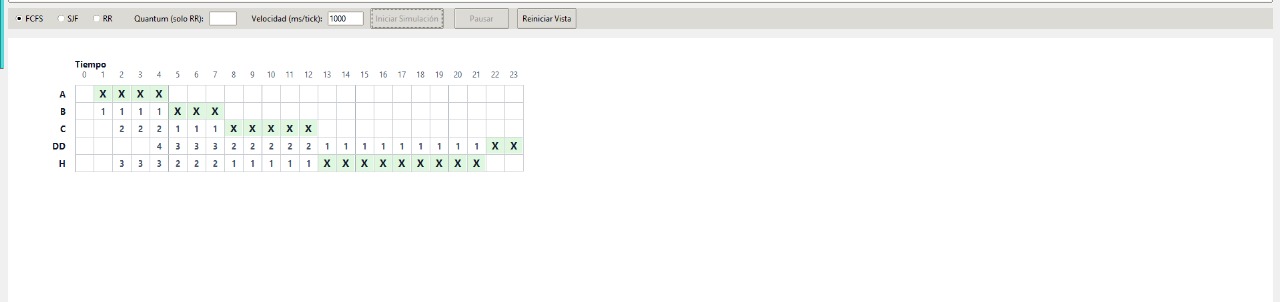 FCFS SJF RR Quantum (solo RR): Velocidad (ms/tick): 1000 Iniciar Simulación Pausar Reiniciar Vista
Tiempo
0 1 2 3 4 5 6 7 8 9 10 11 12 13 14 15 16 17 18 19 20 21 22 23
A X X X X
B 1 1 1 1 X X X
C 2 2 2 1 1 1 X X X X X
DD 4 3 3 3 2 2 2 2 2 1 1 1 1 1 1 1 1 1 X X
H 3 3 3 2 2 2 1 1 1 1 1 X X X X X X X X X